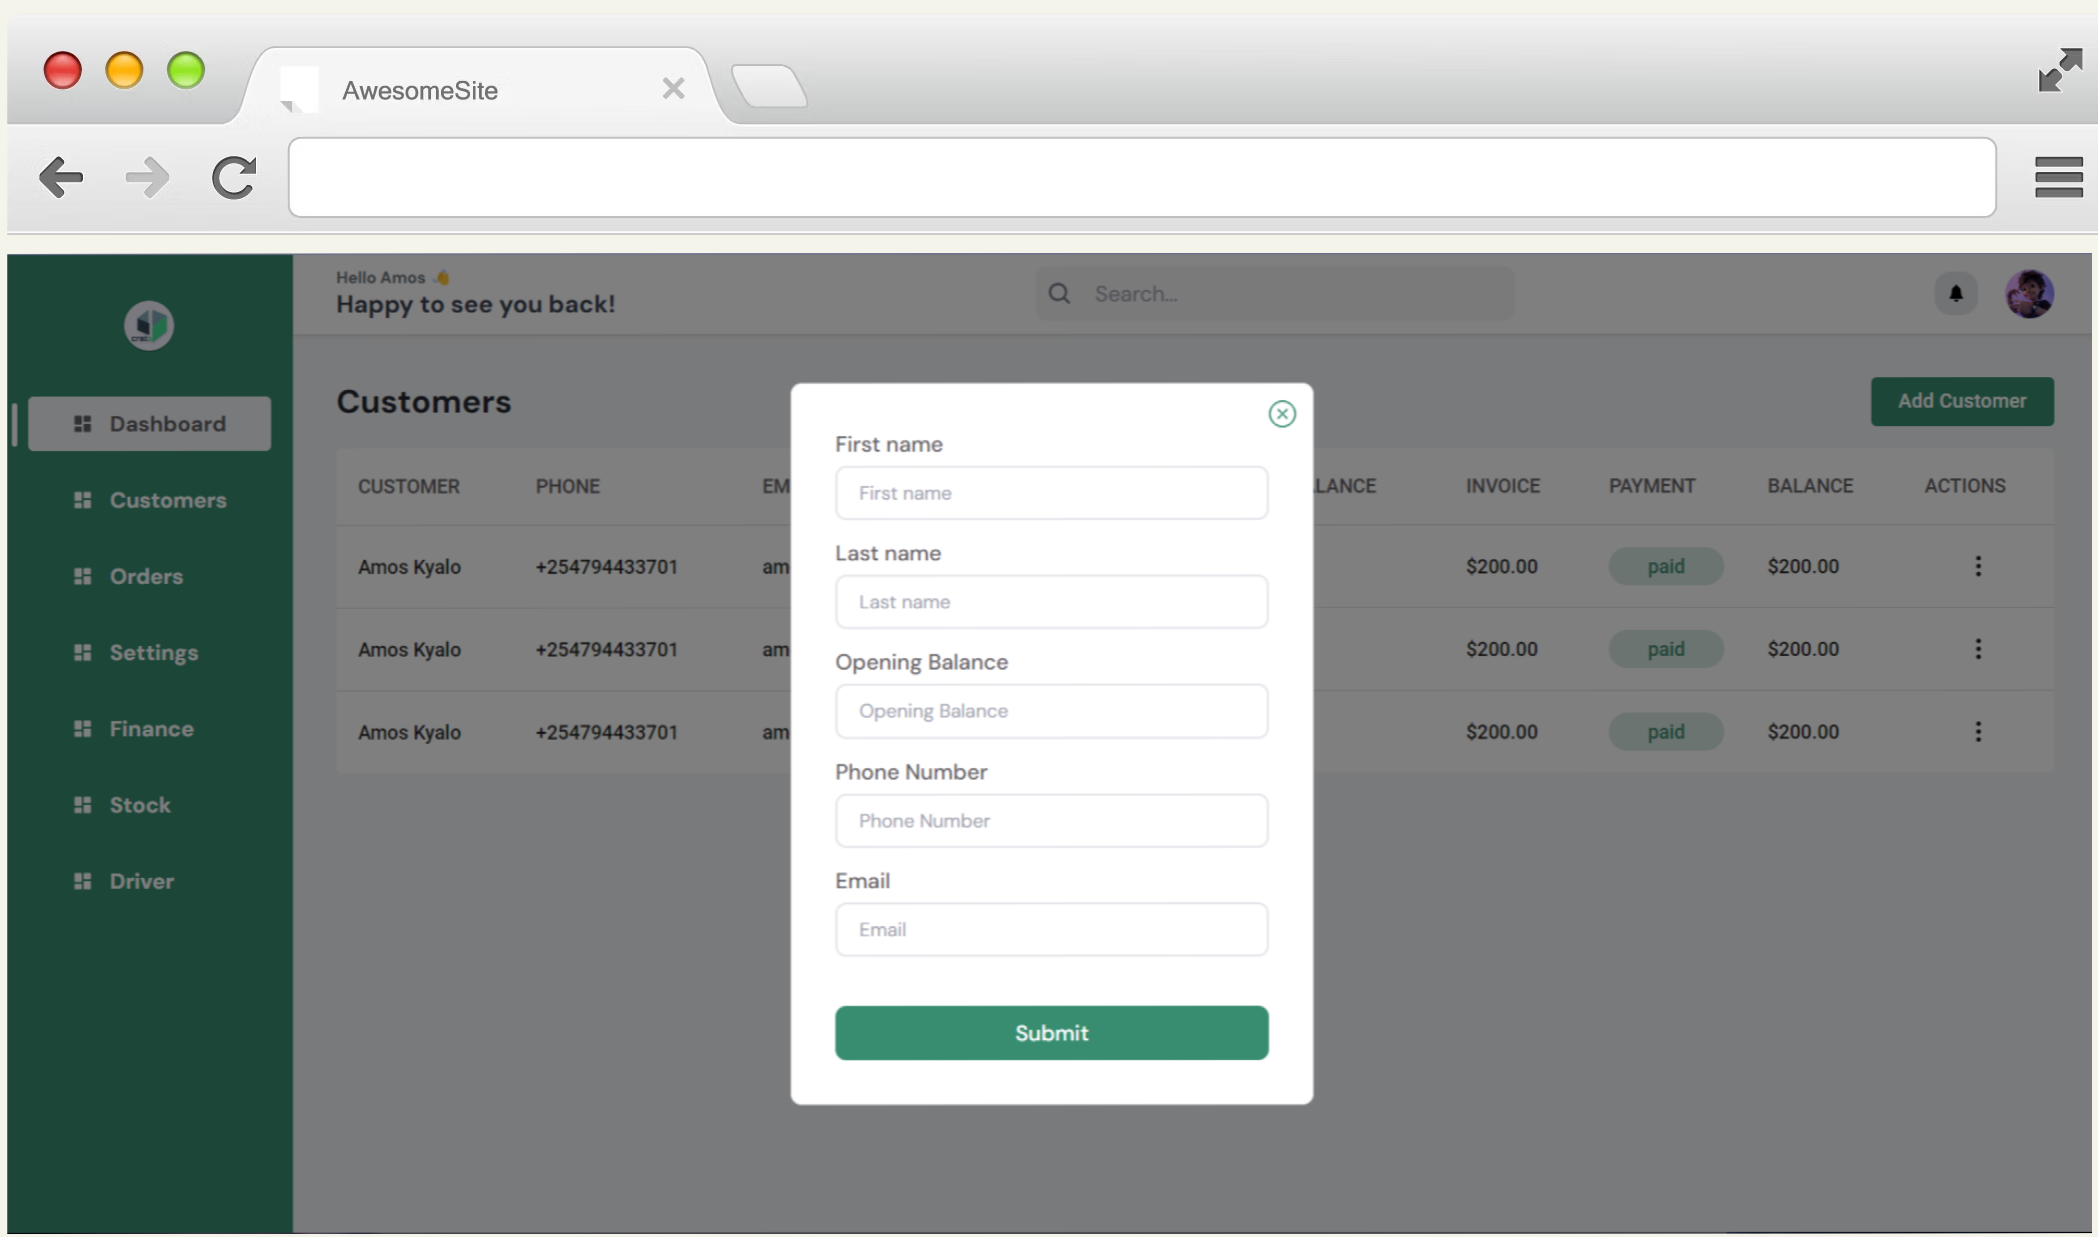 AwesomeSite
Hello Amos 👋
Happy to see you back!
Search...
Dashboard
Customers
Orders
Settings
Finance
Stock
Driver
Customers
Add Customer
CUSTOMER PHONE EM LANCE INVOICE PAYMENT BALANCE ACTIONS
Amos Kyalo +254794433701 am $200.00 paid $200.00
Amos Kyalo +254794433701 am $200.00 paid $200.00
Amos Kyalo +254794433701 am $200.00 paid $200.00
First name
First name
Last name
Last name
Opening Balance
Opening Balance
Phone Number
Phone Number
Email
Email
Submit